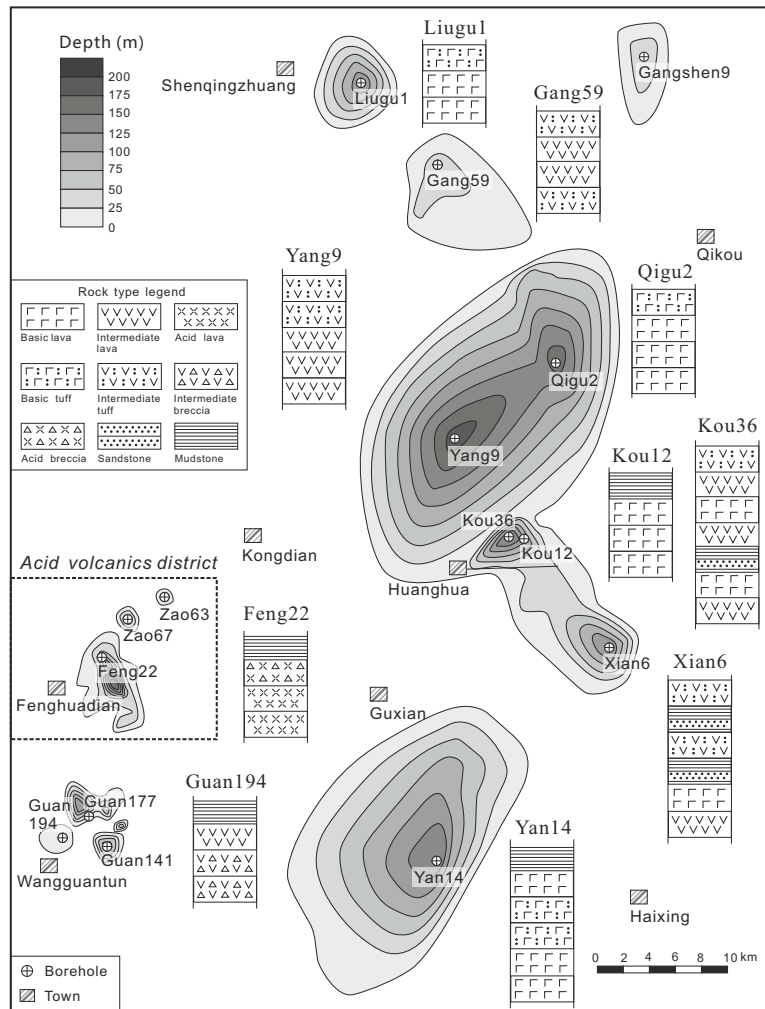 Depth (m)
200
175
150
125
100
75
50
25
0
Shenqingzhuang
Liugu1
Liugu1
Gangshen9
Gang59
Gang59
Qikou
Yang9
Qigu2
Rock type legend
Basic lava
Intermediate
lava
Acid lava
Basic tuff
Intermediate
tuff
Intermediate
breccia
Acid breccia
Sandstone
Mudstone
Qigu2
Yang9
Kou36
Kou12
Kou36
Kou12
Kongdian
Huanghua
Acid volcanics district
Zao63
Zao67
Feng22
Feng22
Fenghuadian
Xian6
Xian6
Guxian
Guan194
Guan177
Guan
194
Guan141
Wangguantun
Yan14
Yan14
Haixing
0 2 4 6 8 10 km
Borehole
Town